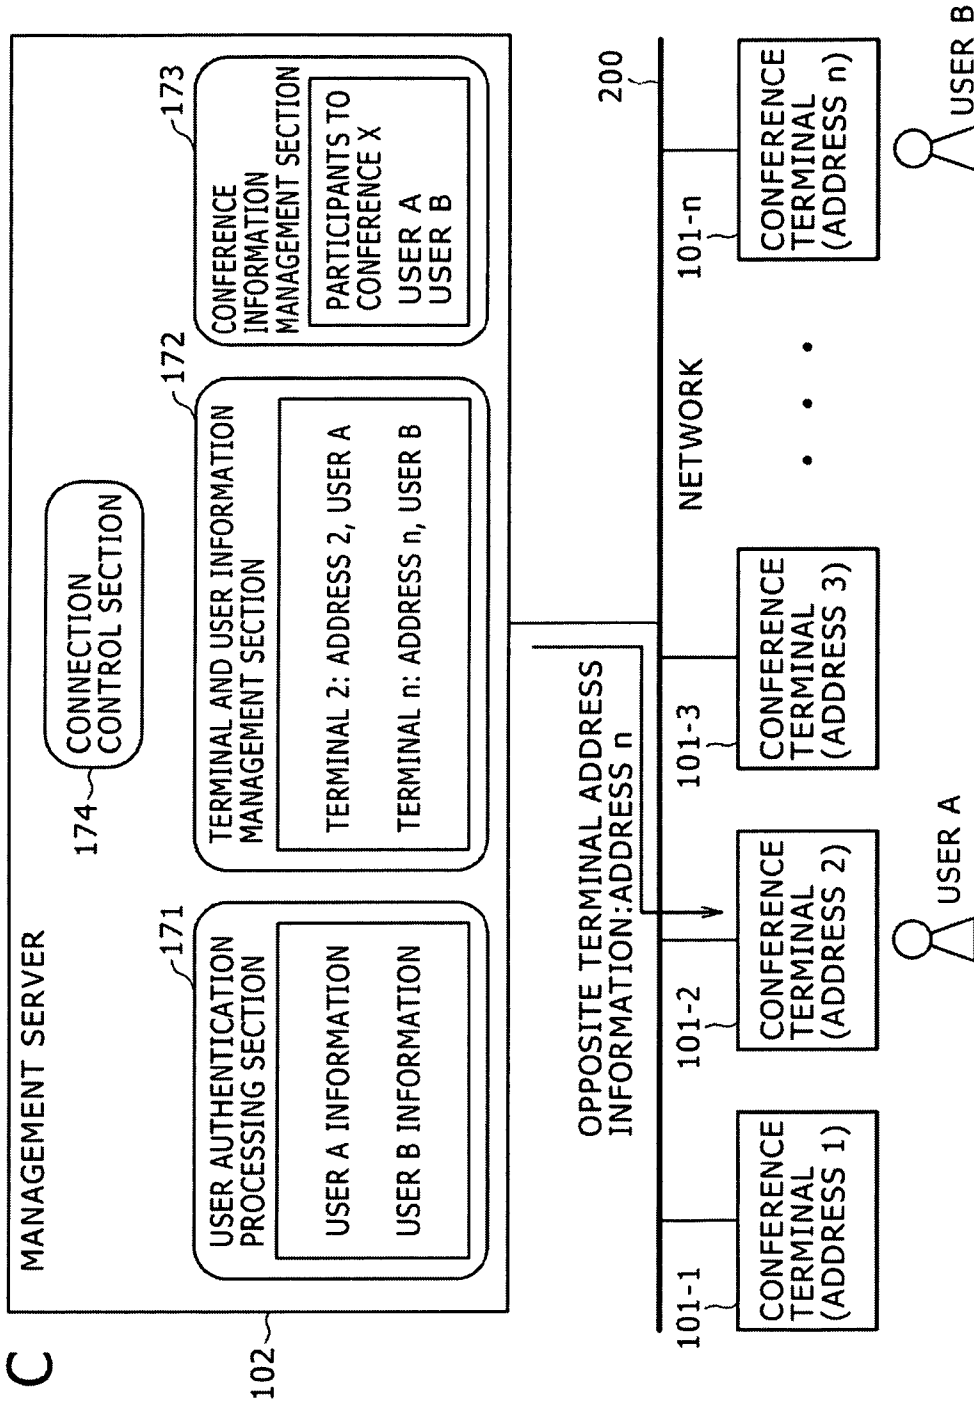 C
MANAGEMENT SERVER
102
174
CONNECTION
CONTROL SECTION
171
USER AUTHENTICATION
PROCESSING SECTION
USER A INFORMATION
USER B INFORMATION
172
TERMINAL AND USER INFORMATION
MANAGEMENT SECTION
TERMINAL 2: ADDRESS 2, USER A
TERMINAL n: ADDRESS n, USER B
173
CONFERENCE
INFORMATION
MANAGEMENT SECTION
PARTICIPANTS TO
CONFERENCE X
USER A
USER B
OPPOSITE TERMINAL ADDRESS
INFORMATION:ADDRESS n
200
NETWORK
101-1
CONFERENCE
TERMINAL
(ADDRESS 1)
101-2
CONFERENCE
TERMINAL
(ADDRESS 2)
USER A
101-3
CONFERENCE
TERMINAL
(ADDRESS 3)
• • •
101-n
CONFERENCE
TERMINAL
(ADDRESS n)
USER B